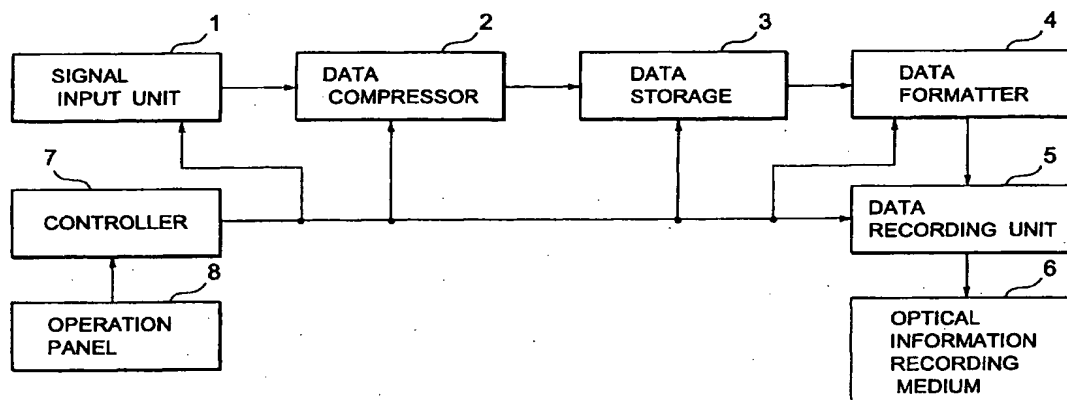 1
SIGNAL
INPUT UNIT
2
DATA
COMPRESSOR
3
DATA
STORAGE
4
DATA
FORMATTER
7
CONTROLLER
5
DATA
RECORDING UNIT
8
OPERATION
PANEL
6
OPTICAL
INFORMATION
RECORDING
MEDIUM